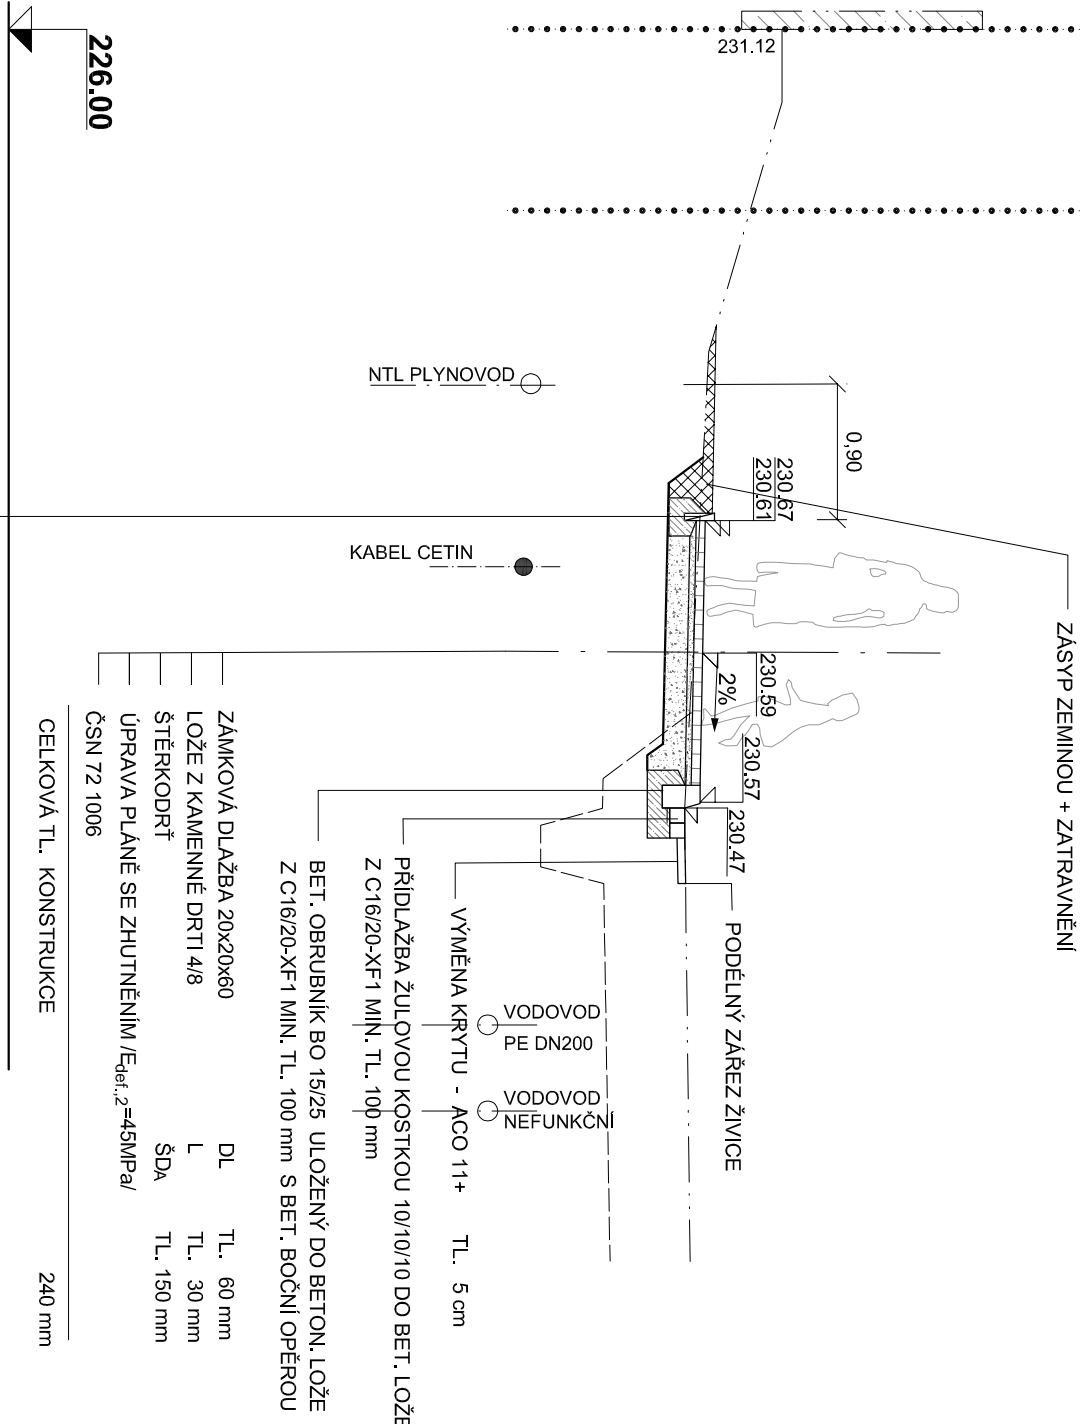 ZÁSYP ZEMINOU + ZATRAVNĚNÍ
231.12
226.00
0,90
230.67
230.61
230.59
2%
230.57
230.47
NTL PLYNOVOD
KABEL CETIN
PODÉLNÝ ZÁŘEZ ŽIVICE
VODOVOD
PE DN200
VODOVOD
NEFUNKČNÍ
VÝMĚNA KRYTU - ACO 11+ TL. 5 cm
PŘÍDLAŽBA ŽULOVOU KOSTKOU 10/10/10 DO BET. LOŽE
Z C16/20-XF1 MIN. TL. 100 mm
BET. OBRUBNÍK BO 15/25 ULOŽENÝ DO BETON. LOŽE
Z C16/20-XF1 MIN. TL. 100 mm S BET. BOČNÍ OPĚROU
ZÁMKOVÁ DLAŽBA 20x20x60 DL TL. 60 mm
LOŽE Z KAMENNÉ DRTI 4/8 L TL. 30 mm
ŠTĚRKODRŤ ŠDA TL. 150 mm
ÚPRAVA PLÁNĚ SE ZHUTNĚNÍM /Edef.,2=45MPa/
ČSN 72 1006
CELKOVÁ TL. KONSTRUKCE 240 mm